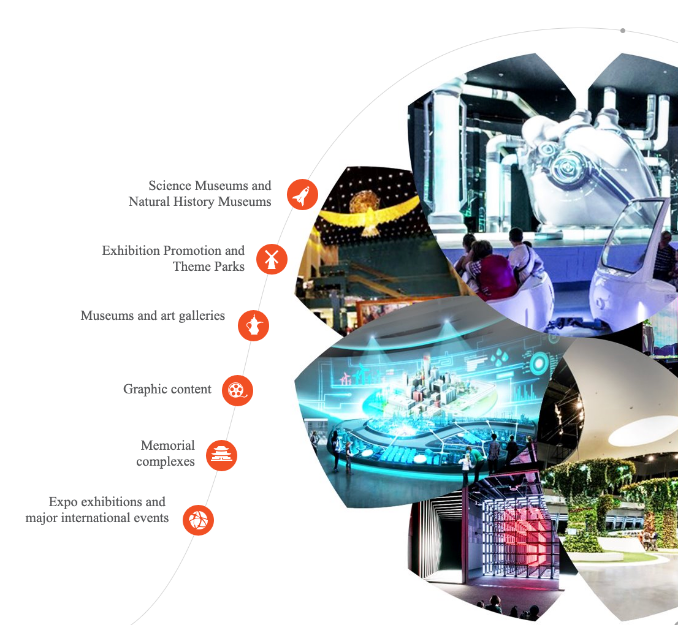 Science Museums and
Natural History Museums
Exhibition Promotion and
Theme Parks
Museums and art galleries
Graphic content
Memorial
complexes
Expo exhibitions and
major international events